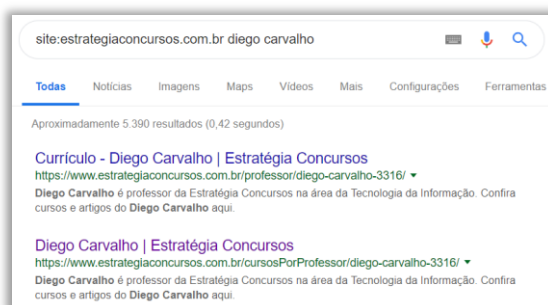 site:estrategiaconcursos.com.br diego carvalho
Todas Notícias Imagens Maps Vídeos Mais Configurações Ferramentas
Aproximadamente 5.390 resultados (0,42 segundos)
Currículo - Diego Carvalho | Estratégia Concursos
https://www.estrategiaconcursos.com.br/professor/diego-carvalho-3316/
Diego Carvalho é professor da Estratégia Concursos na área da Tecnologia da Informação. Confira
cursos e artigos do Diego Carvalho aqui.
Diego Carvalho | Estratégia Concursos
https://www.estrategiaconcursos.com.br/cursosPorProfessor/diego-carvalho-3316/
Diego Carvalho é professor da Estratégia Concursos na área da Tecnologia da Informação. Confira
cursos e artigos do Diego Carvalho aqui.